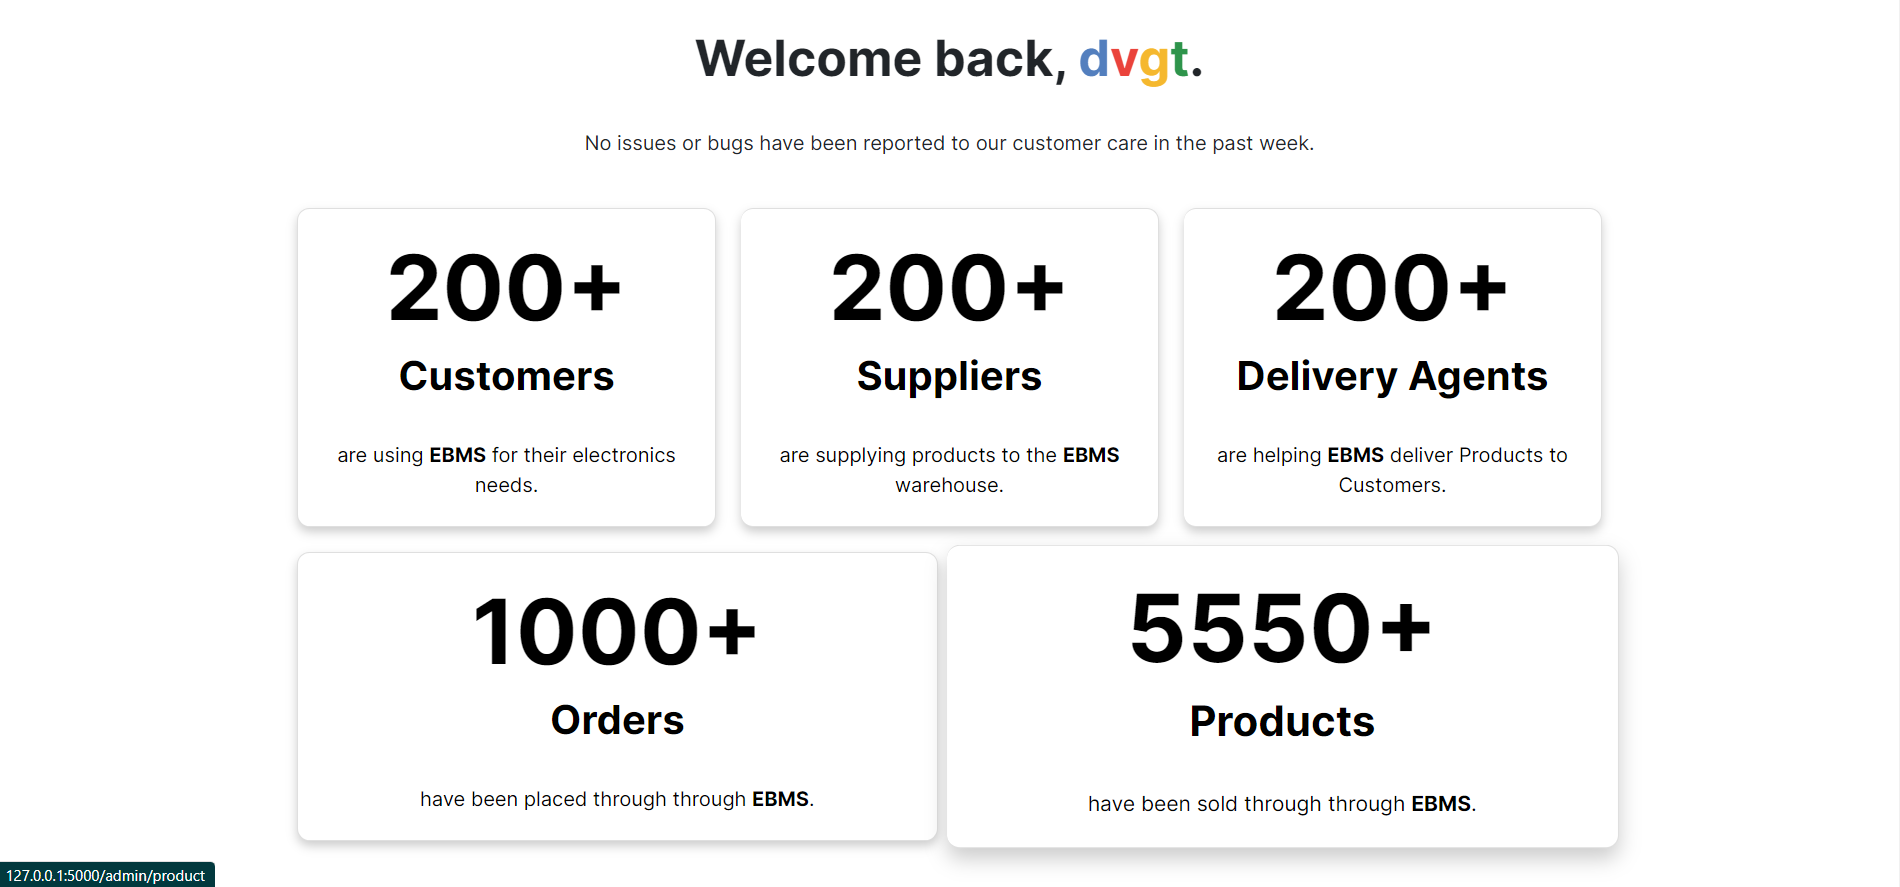 Welcome back, dvgt.
No issues or bugs have been reported to our customer care in the past week.
200+
Customers
are using EBMS for their electronics
needs.
200+
Suppliers
are supplying products to the EBMS
warehouse.
200+
Delivery Agents
are helping EBMS deliver Products to
Customers.
1000+
Orders
have been placed through through EBMS.
5550+
Products
have been sold through through EBMS.
127.0.0.1:5000/admin/product